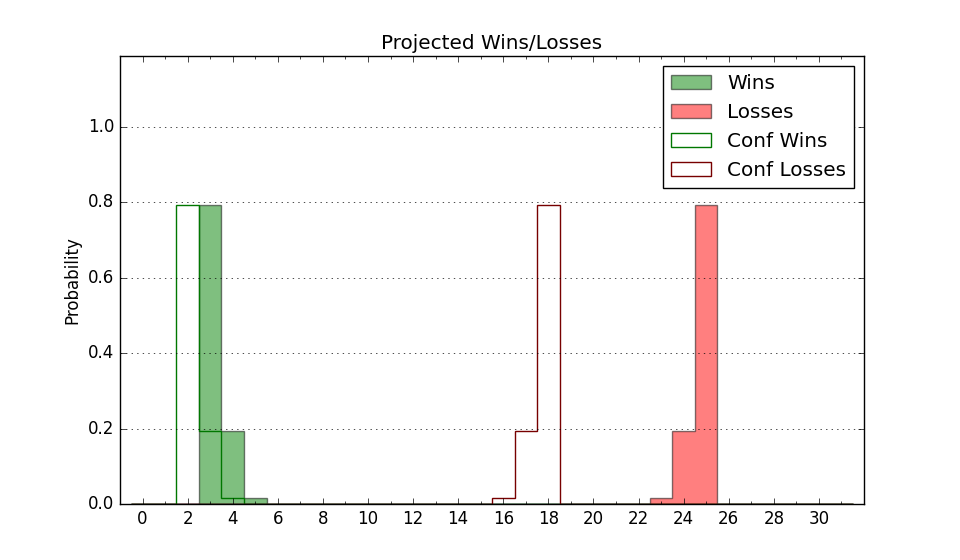 Projected Wins/Losses
Wins
Losses
Conf Wins
Conf Losses
Probability
1.0
0.8
0.6
0.4
0.2
0.0
0 2 4 6 8 10 12 14 16 18 20 22 24 26 28 30